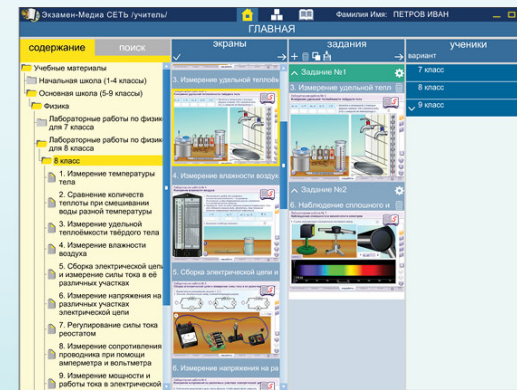 Экзамен-Медиа СЕТЬ /учитель/
Фамилия Имя: ПЕТРОВ ИВАН
ГЛАВНАЯ
содержание
поиск
Учебные материалы
Начальная школа (1-4 классы)
Основная школа (5-9 классы)
Физика
Лабораторные работы по физик
для 7 класса
Лабораторные работы по физик
для 8 класса
8 класс
1. Измерение температуры
тела
2. Сравнение количеств
теплоты при смешивании
воды разной температуры
3. Измерение удельной
теплоёмкости твёрдого тела
4. Измерение влажности
воздуха
5. Сборка электрической цепи
и измерение силы тока в её
различных участках
6. Измерение напряжения на
различных участках
электрической цепи
7. Регулирование силы тока
реостатом
8. Измерение сопротивления
проводника при помощи
амперметра и вольтметра
9. Измерение мощности и
работы тока в электрической
экраны
3. Измерение удельной теплоём
4. Измерение влажности воздух
5. Сборка электрической цепи и
6. Измерение напряжения на ра
задания
Задание №1
3. Измерение удельной тепл
Задание №2
6. Наблюдение сплошного и
ученики
вариант
7 класс
8 класс
9 класс